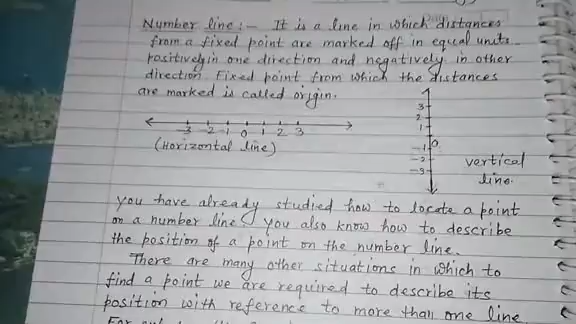 Number line :- It is a line in which distances
from a fixed point are marked off in equal units
positively in one direction and negatively in other
direction. Fixed point from which the distances
are marked is called origin.
-3 -2 -1 0 1 2 3
(Horizontal line)
3
2
1
0
-1
-2
-3
vertical
line.
you have already studied how to locate a point
on a number line. you also know how to describe
the position of a point on the number line.
There are many other situations in which to
find a point we are required to describe its
position with reference to more than one line